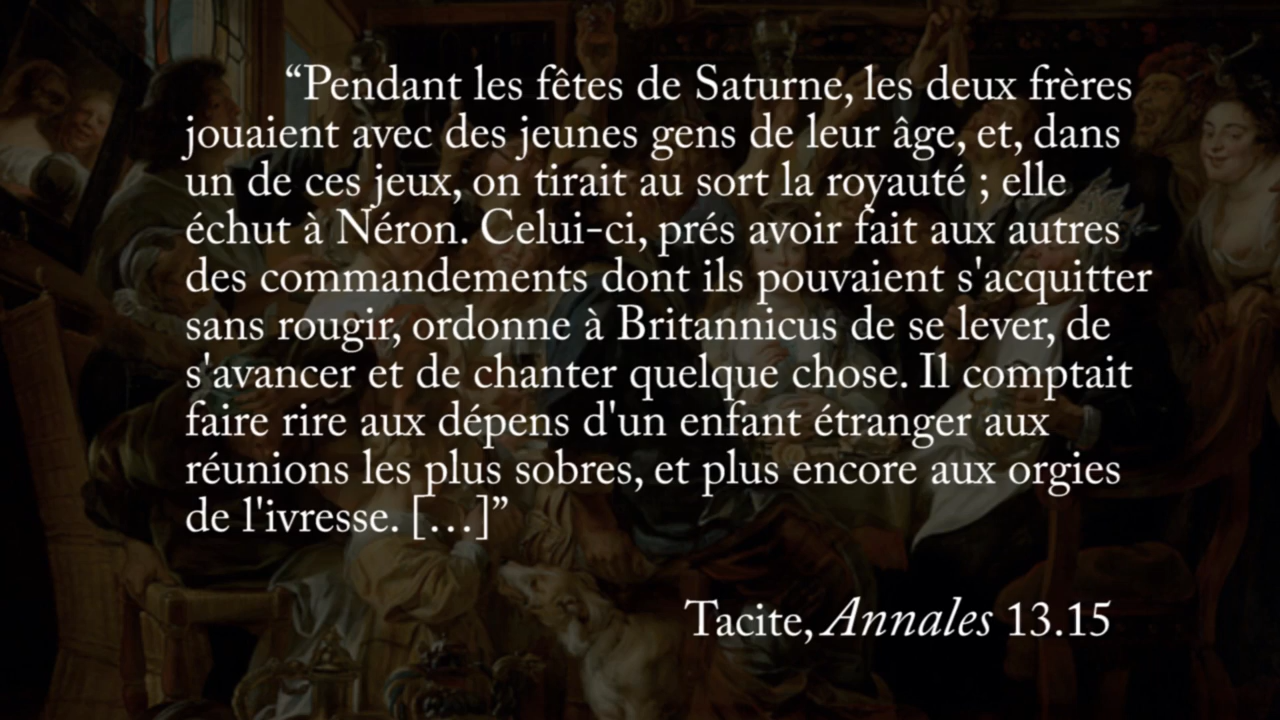 “Pendant les fêtes de Saturne, les deux frères
jouaient avec des jeunes gens de leur âge, et, dans
un de ces jeux, on tirait au sort la royauté ; elle
échut à Néron. Celui-ci, prés avoir fait aux autres
des commandements dont ils pouvaient s'acquitter
sans rougir, ordonne à Britannicus de se lever, de
s'avancer et de chanter quelque chose. Il comptait
faire rire aux dépens d'un enfant étranger aux
réunions les plus sobres, et plus encore aux orgies
de l'ivresse. […]”
Tacite, Annales 13.15